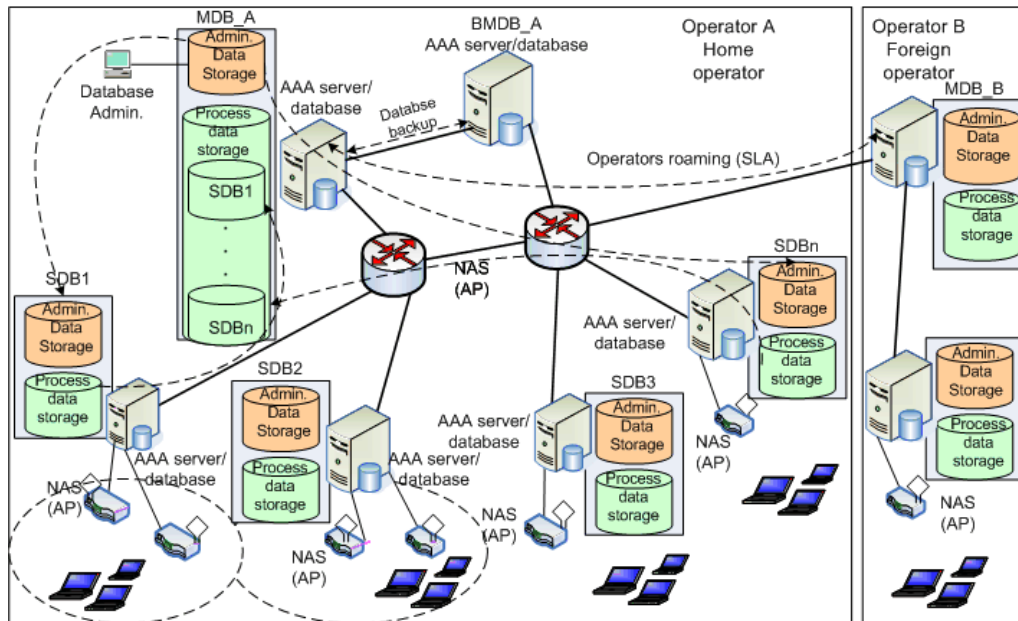 MDB_A
Admin.
Data
Storage
Database
Admin.
Process
data
storage
SDB1
.
.
.
.
SDBn
AAA server/
database
Databse
backup
BMDB_A
AAA server/database
Operator A
Home
operator
Operators roaming (SLA)
Operator B
Foreign
operator
MDB_B
Admin.
Data
Storage
Process
data
storage
NAS
(AP)
SDB1
Admin.
Data
Storage
Process
data
storage
AAA server/
database
NAS
(AP)
SDB2
Admin.
Data
Storage
Process
data
storage
AAA server/
database
NAS
(AP)
AAA server/
database
SDB3
Admin.
Data
Storage
Process
data
storage
NAS
(AP)
SDBn
Admin.
Data
Storage
Process
data
storage
AAA server/
database
NAS
(AP)
Admin.
Data
Storage
Process
data
storage
NAS
(AP)